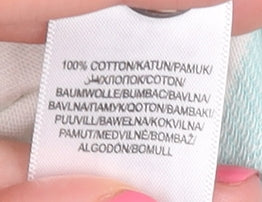 100% COTTON/KATUN/PAMUK/
/ХЛОПОК/COTON/
BAUMWOLLE/BUMBAC/BAVLNA/
BAVLNA/ПАМУК/QOTON/BAMBAKI/
PUUVILL/BAWEŁNA/KOKVILNA/
PAMUT/MEDVILNĖ/BOMBAŽ/
ALGODÓN/BOMULL